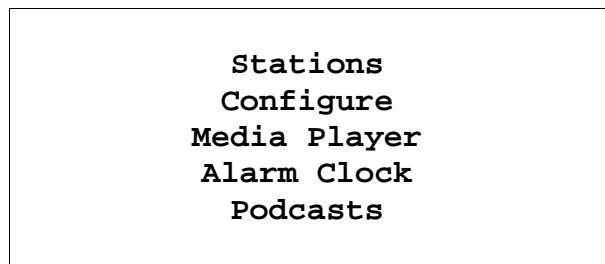 Stations
Configure
Media Player
Alarm Clock
Podcasts